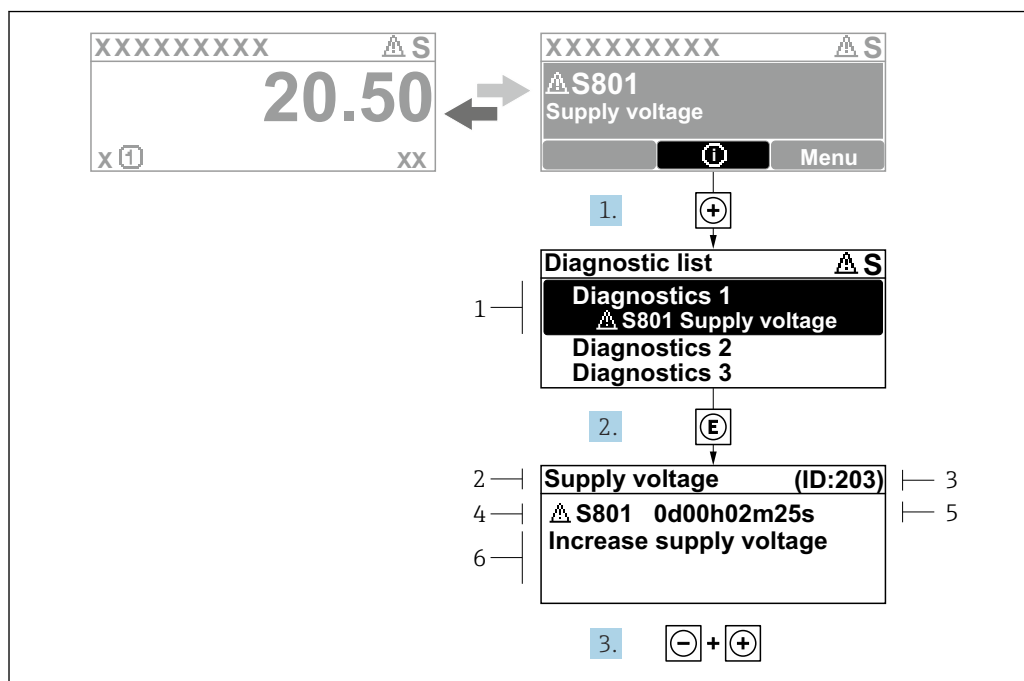 XXXXXXXXX ⚠ S
20.50
X ① XX
XXXXXXXXX ⚠ S
⚠ S801
Supply voltage
ⓘ Menu
1. ⊕
Diagnostic list ⚠ S
1
Diagnostics 1
⚠ S801 Supply voltage
Diagnostics 2
Diagnostics 3
2. Ⓔ
2 Supply voltage (ID:203) 3
4 ⚠ S801 0d00h02m25s 5
6 Increase supply voltage
3. ⊖ + ⊕